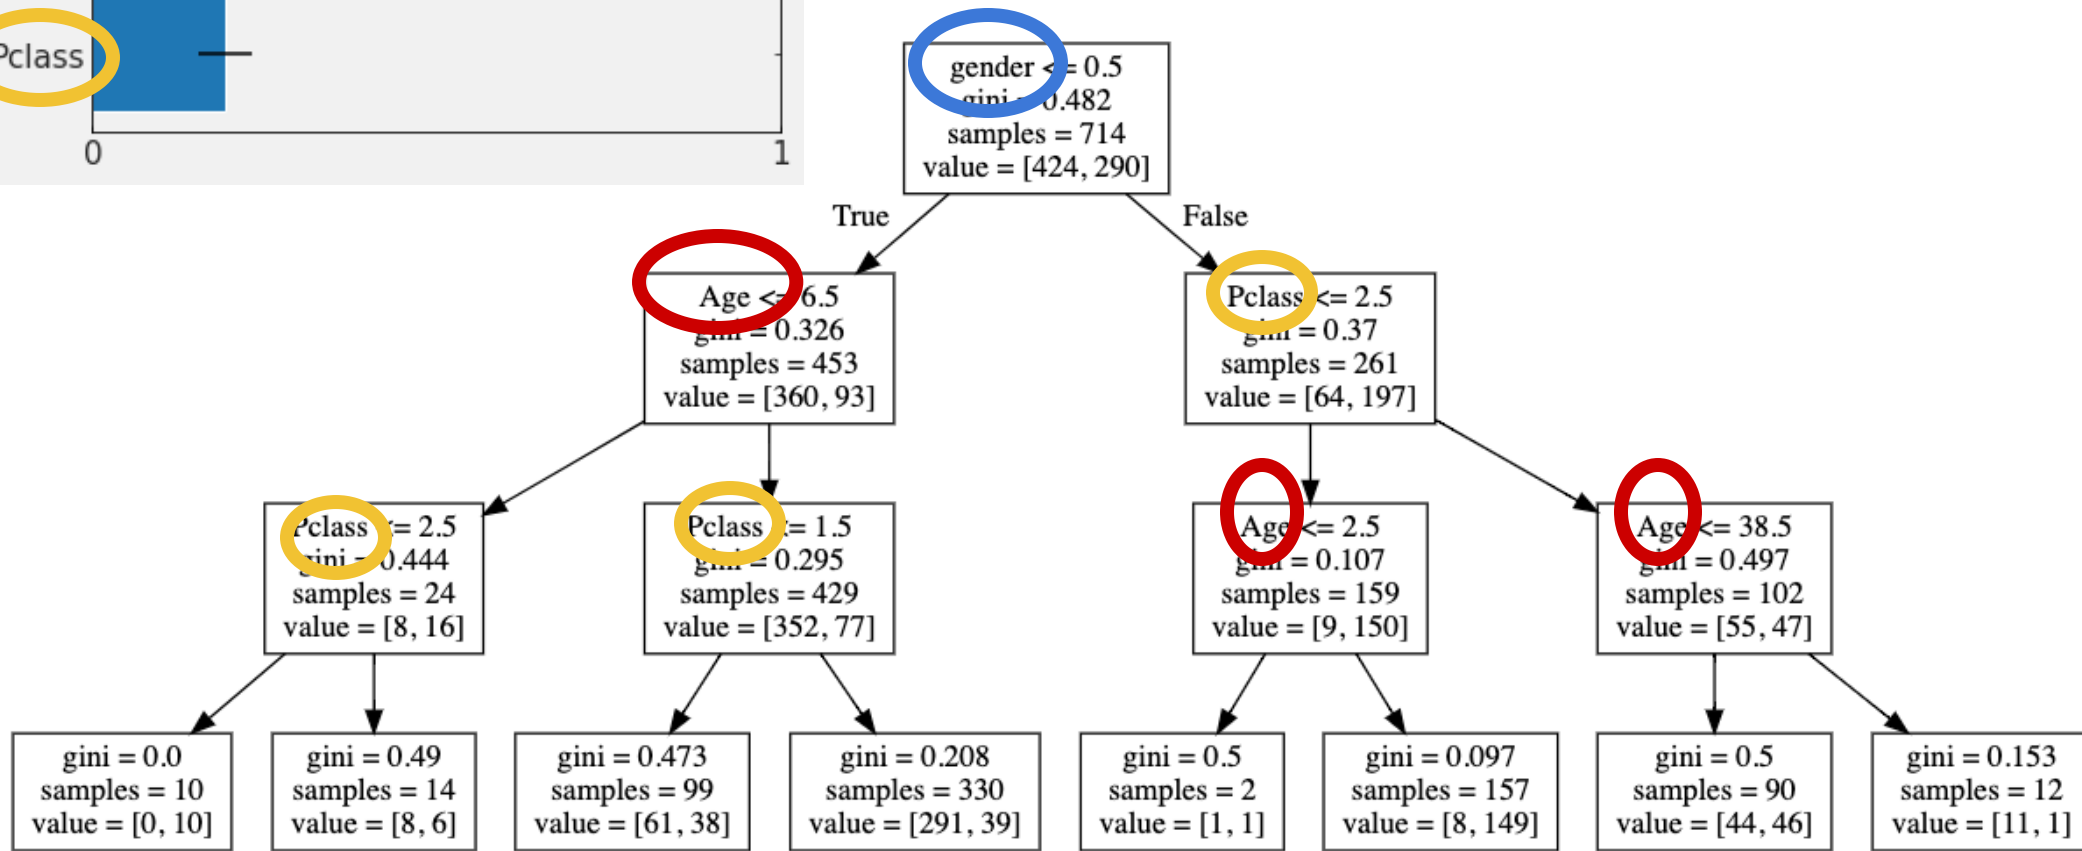 Pclass
0 1
gender <= 0.5
gini = 0.482
samples = 714
value = [424, 290]
True
False
Age <= 6.5
gini = 0.326
samples = 453
value = [360, 93]
Pclass <= 2.5
gini = 0.37
samples = 261
value = [64, 197]
Pclass <= 2.5
gini = 0.444
samples = 24
value = [8, 16]
Pclass <= 1.5
gini = 0.295
samples = 429
value = [352, 77]
Age <= 2.5
gini = 0.107
samples = 159
value = [9, 150]
Age <= 38.5
gini = 0.497
samples = 102
value = [55, 47]
gini = 0.0
samples = 10
value = [0, 10]
gini = 0.49
samples = 14
value = [8, 6]
gini = 0.473
samples = 99
value = [61, 38]
gini = 0.208
samples = 330
value = [291, 39]
gini = 0.5
samples = 2
value = [1, 1]
gini = 0.097
samples = 157
value = [8, 149]
gini = 0.5
samples = 90
value = [44, 46]
gini = 0.153
samples = 12
value = [11, 1]